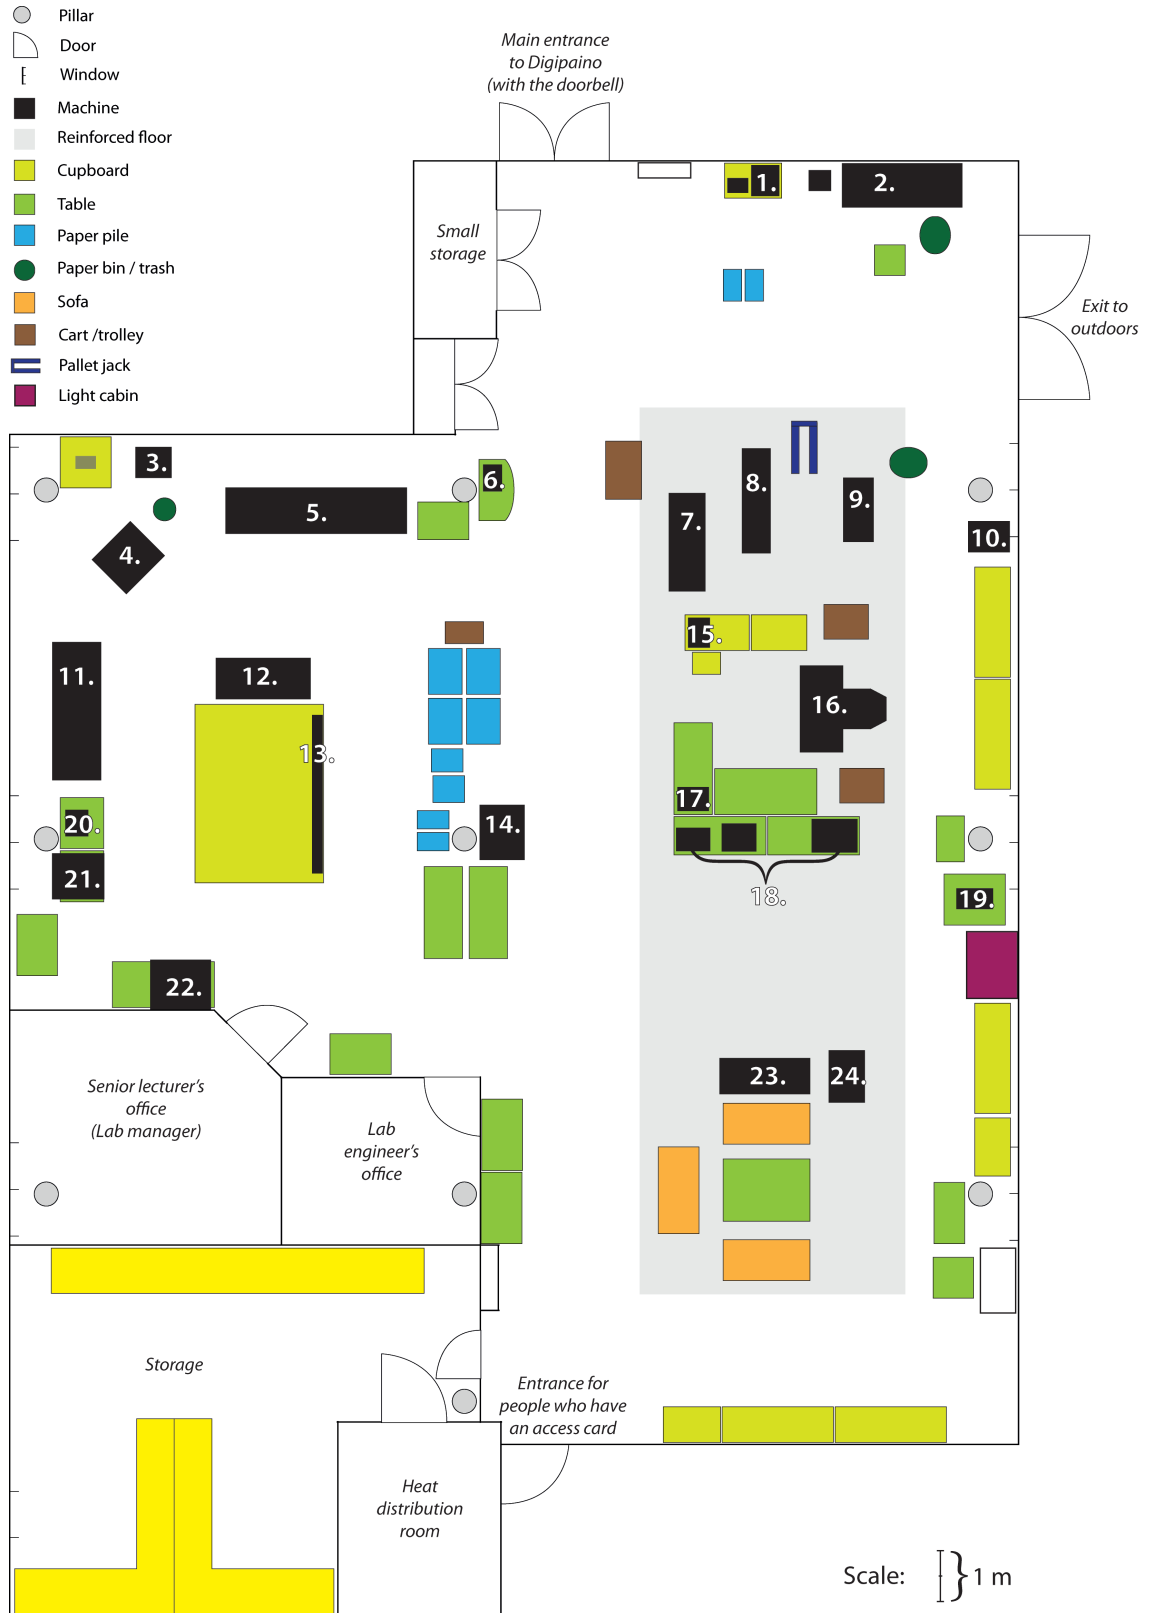 Pillar
Door
Window
Machine
Reinforced floor
Cupboard
Table
Paper pile
Paper bin / trash
Sofa
Cart /trolley
Pallet jack
Light cabin
Main entrance
to Digipaino
(with the doorbell)
Small
storage
1.
2.
Exit to
outdoors
3.
4.
5.
6.
7.
8.
9.
10.
11.
12.
13.
14.
15.
16.
17.
18.
19.
20.
21.
22.
23.
24.
Senior lecturer's
office
(Lab manager)
Lab
engineer's
office
Storage
Entrance for
people who have
an access card
Heat
distribution
room
Scale:
1 m